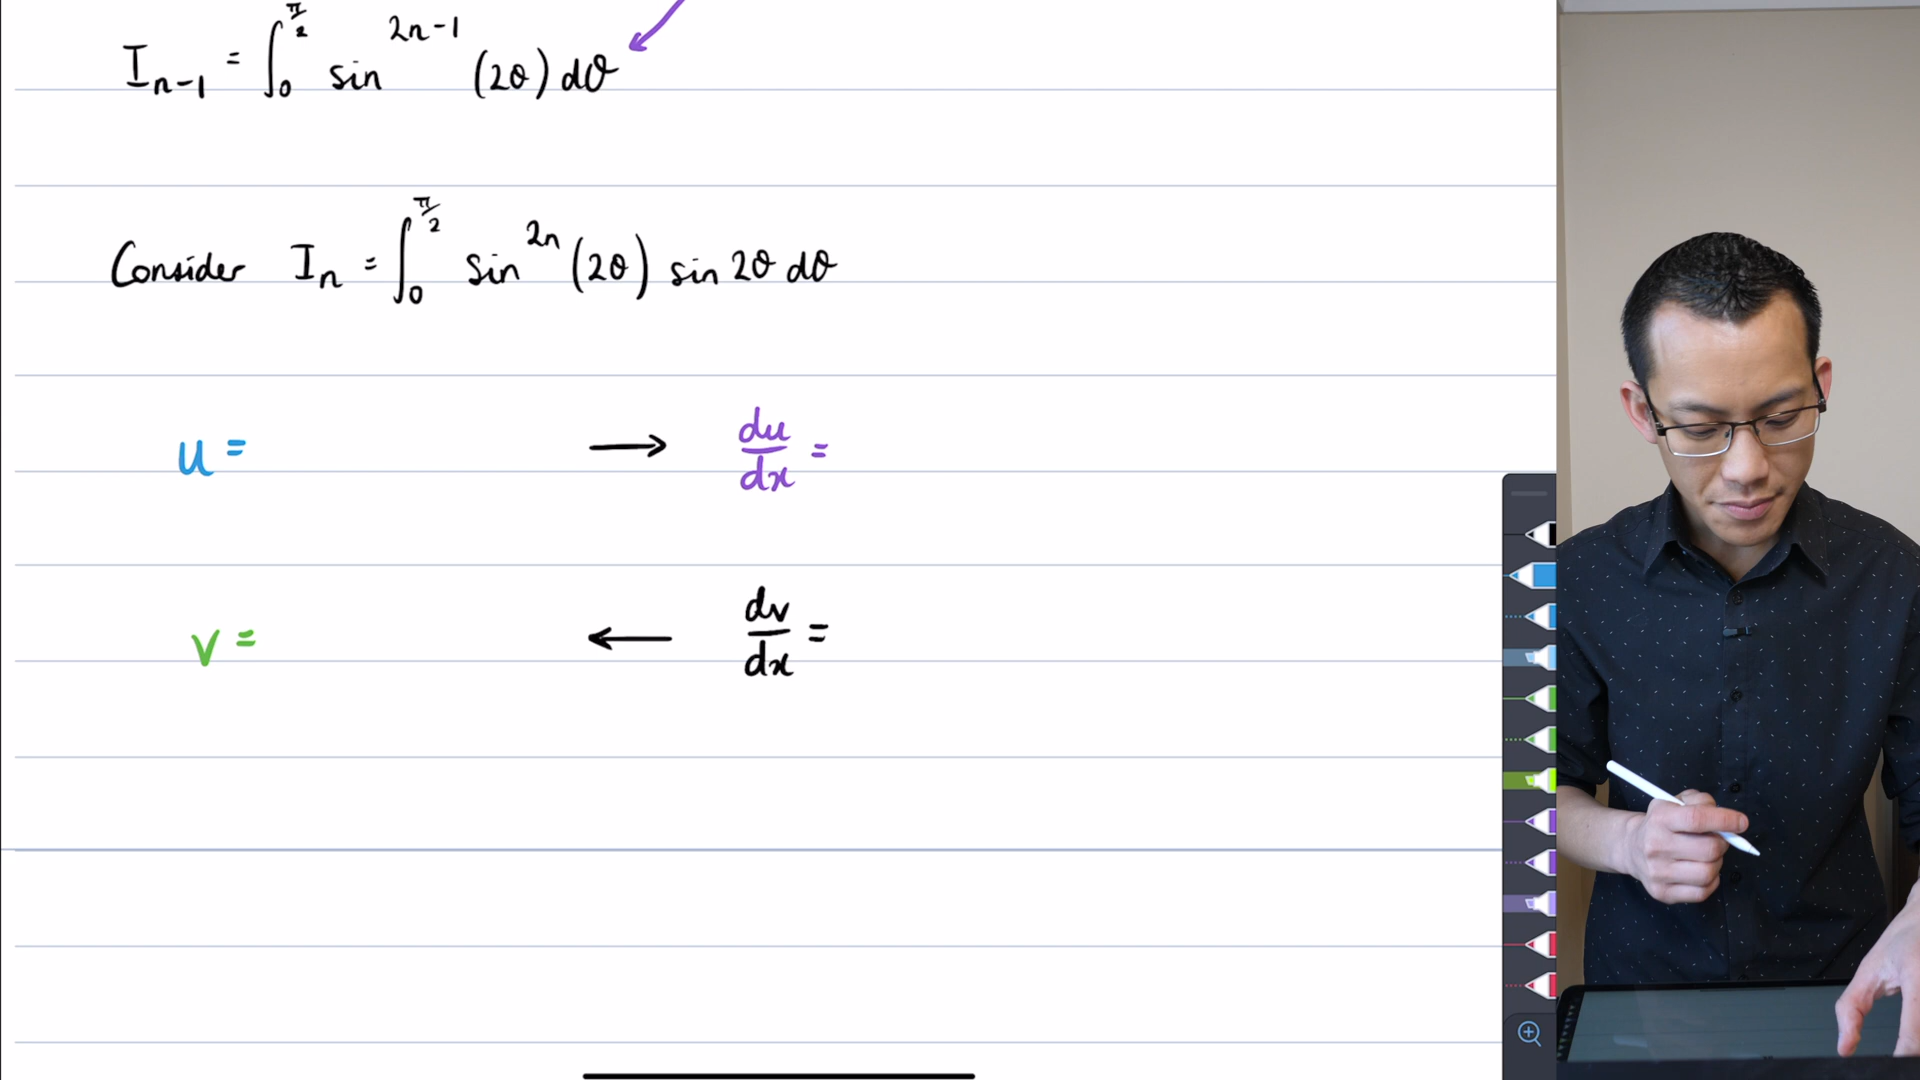 I_{n-1} = ∫_0^{π/2} sin^{2n-1} (2θ) dθ
Consider I_n = ∫_0^{π/2} sin^{2n} (2θ) sin 2θ dθ
u = → du/dx =
v = ← dv/dx =